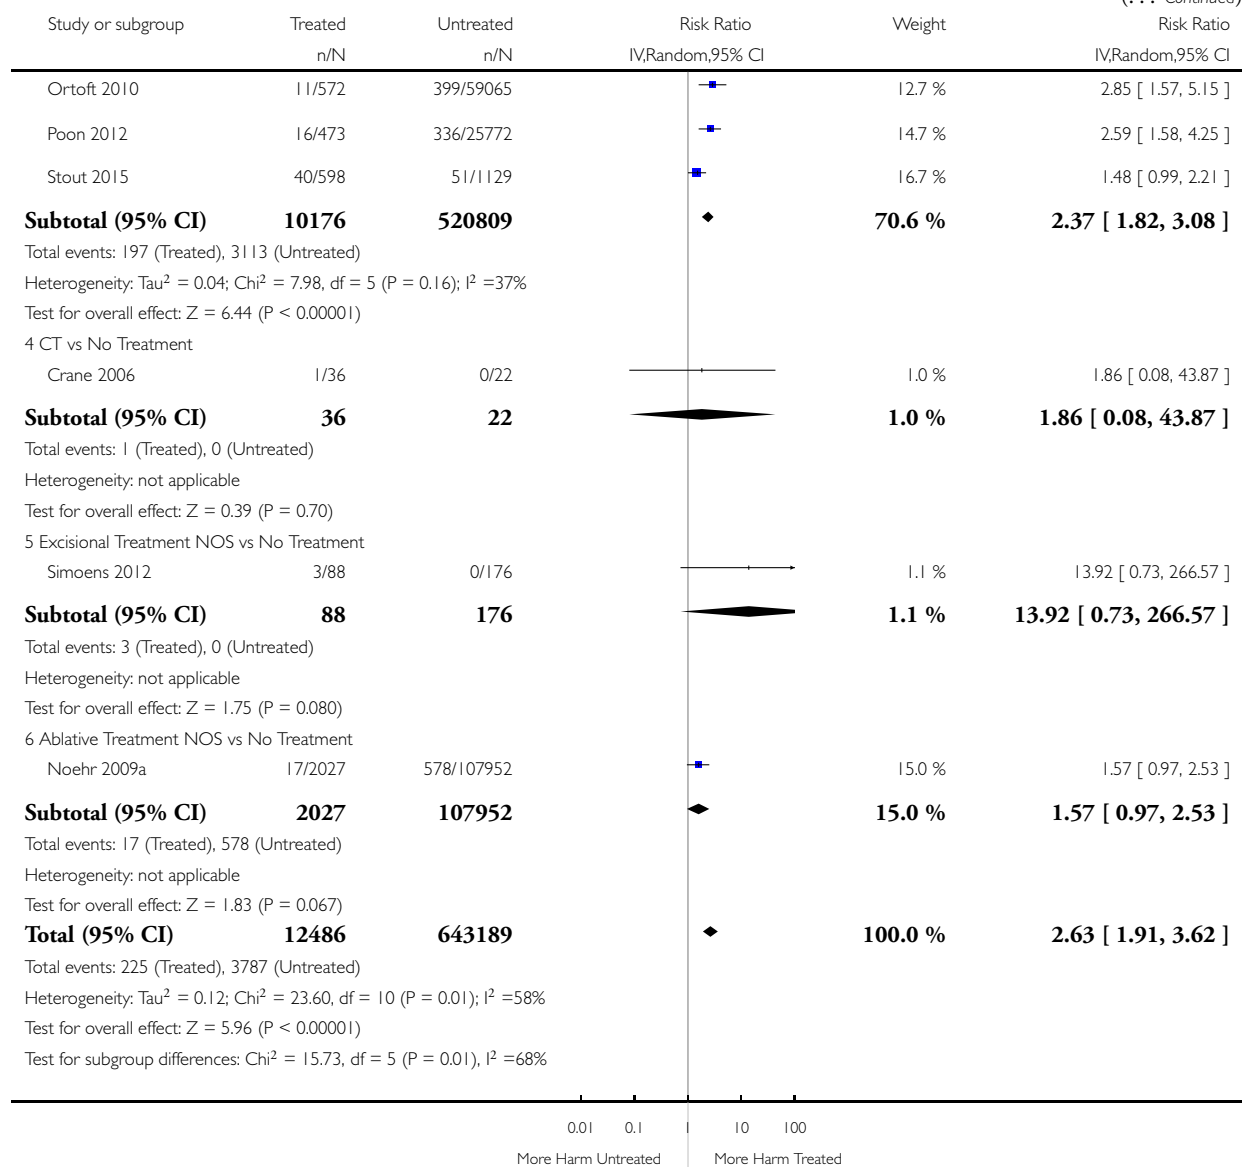 (... Continued)
Study or subgroup Treated Untreated Risk Ratio Weight Risk Ratio
n/N n/N IV,Random,95% CI IV,Random,95% CI
Ortoft 2010 11/572 399/59065 12.7 % 2.85 [ 1.57, 5.15 ]
Poon 2012 16/473 336/25772 14.7 % 2.59 [ 1.58, 4.25 ]
Stout 2015 40/598 51/1129 16.7 % 1.48 [ 0.99, 2.21 ]
Subtotal (95% CI) 10176 520809 70.6 % 2.37 [ 1.82, 3.08 ]
Total events: 197 (Treated), 3113 (Untreated)
Heterogeneity: Tau² = 0.04; Chi² = 7.98, df = 5 (P = 0.16); I² =37%
Test for overall effect: Z = 6.44 (P < 0.00001)
4 CT vs No Treatment
Crane 2006 1/36 0/22 1.0 % 1.86 [ 0.08, 43.87 ]
Subtotal (95% CI) 36 22 1.0 % 1.86 [ 0.08, 43.87 ]
Total events: 1 (Treated), 0 (Untreated)
Heterogeneity: not applicable
Test for overall effect: Z = 0.39 (P = 0.70)
5 Excisional Treatment NOS vs No Treatment
Simoens 2012 3/88 0/176 1.1 % 13.92 [ 0.73, 266.57 ]
Subtotal (95% CI) 88 176 1.1 % 13.92 [ 0.73, 266.57 ]
Total events: 3 (Treated), 0 (Untreated)
Heterogeneity: not applicable
Test for overall effect: Z = 1.75 (P = 0.080)
6 Ablative Treatment NOS vs No Treatment
Noehr 2009a 17/2027 578/107952 15.0 % 1.57 [ 0.97, 2.53 ]
Subtotal (95% CI) 2027 107952 15.0 % 1.57 [ 0.97, 2.53 ]
Total events: 17 (Treated), 578 (Untreated)
Heterogeneity: not applicable
Test for overall effect: Z = 1.83 (P = 0.067)
Total (95% CI) 12486 643189 100.0 % 2.63 [ 1.91, 3.62 ]
Total events: 225 (Treated), 3787 (Untreated)
Heterogeneity: Tau² = 0.12; Chi² = 23.60, df = 10 (P = 0.01); I² =58%
Test for overall effect: Z = 5.96 (P < 0.00001)
Test for subgroup differences: Chi² = 15.73, df = 5 (P = 0.01), I² =68%
0.01 0.1 1 10 100
More Harm Untreated More Harm Treated